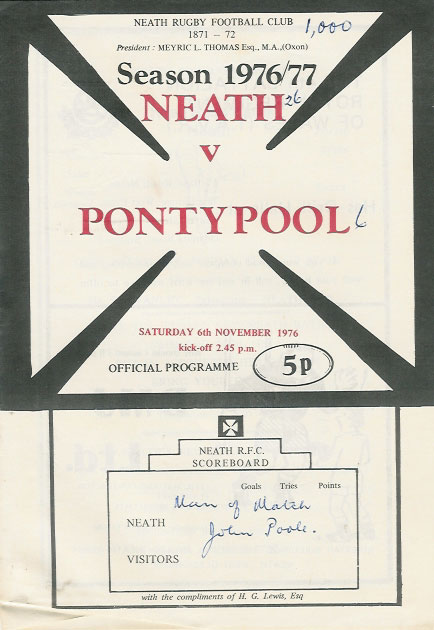 NEATH RUGBY FOOTBALL CLUB
1871 — 72
1,000
President : MEYRIC L. THOMAS Esq., M.A.,(Oxon)
Season 1976/77
NEATH 26
v
PONTYPOOL 6
SATURDAY 6th NOVEMBER 1976
kick-off 2.45 p.m.
OFFICIAL PROGRAMME 5p
NEATH R.F.C.
SCOREBOARD
Goals Tries Points
Man of Match
NEATH
John Poole.
VISITORS
with the compliments of H. G. Lewis, Esq